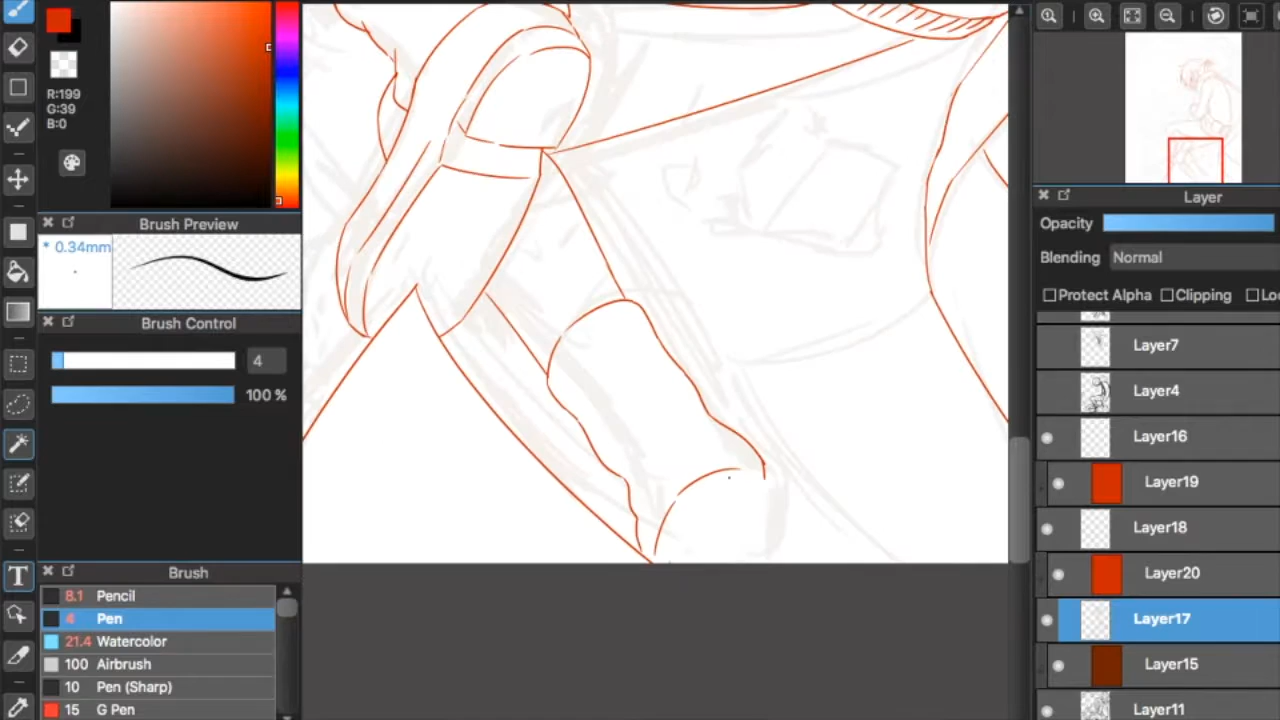 R:199
G:39
B:0
Brush Preview
* 0.34mm
Brush Control
4
100 %
Brush
8.1 Pencil
4 Pen
21.4 Watercolor
100 Airbrush
10 Pen (Sharp)
15 G Pen
T
Layer
Opacity
Blending Normal
Protect Alpha Clipping
Layer7
Layer4
Layer16
Layer19
Layer18
Layer20
Layer17
Layer15
Layer11